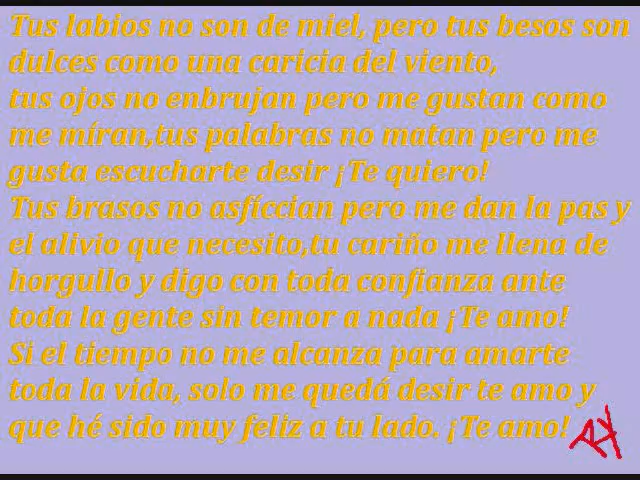 Tus labios no son de miel, pero tus besos son
dulces como una caricia del viento,
tus ojos no enbrujan pero me gustan como
me míran,tus palabras no matan pero me
gusta escucharte desir ¡Te quiero!
Tus brasos no asfíccian pero me dan la pas y
el alivio que necesito,tu cariño me llena de
horgullo y digo con toda confianza ante
toda la gente sin temor a nada ¡Te amo!
Si el tiempo no me alcanza para amarte
toda la vida, solo me quedá desir te amo y
que hé sido muy feliz a tu lado. ¡Te amo!